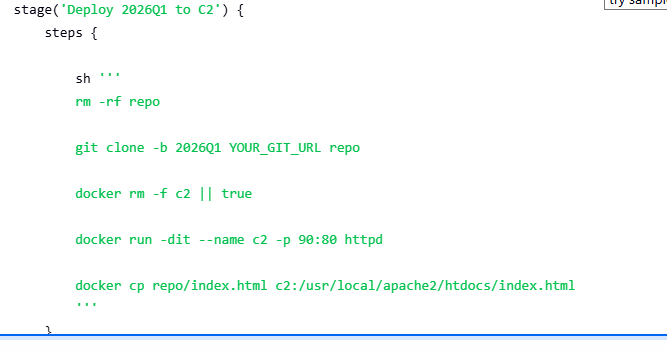 try sampl
stage('Deploy 2026Q1 to C2') {
    steps {
        sh '''
        rm -rf repo
        git clone -b 2026Q1 YOUR_GIT_URL repo
        docker rm -f c2 || true
        docker run -dit --name c2 -p 90:80 httpd
        docker cp repo/index.html c2:/usr/local/apache2/htdocs/index.html
        '''
    }